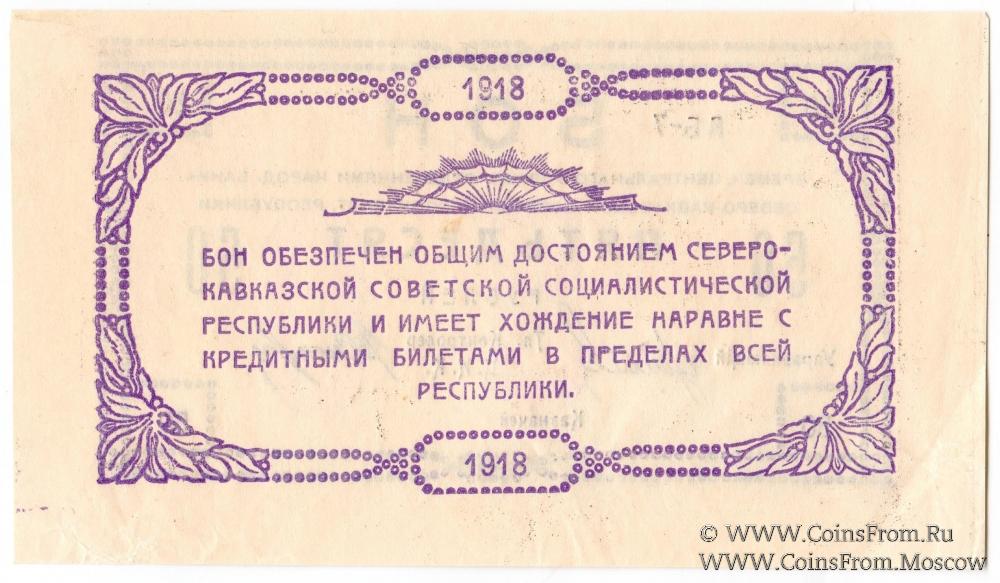 1918
БОН ОБЕЗПЕЧЕН ОБЩИМ ДОСТОЯНИЕМ СЕВЕРО-
КАВКАЗСКОЙ СОВЕТСКОЙ СОЦИАЛИСТИЧЕСКОЙ
РЕСПУБЛИКИ И ИМЕЕТ ХОЖДЕНИЕ НАРАВНЕ С
КРЕДИТНЫМИ БИЛЕТАМИ В ПРЕДЕЛАХ ВСЕЙ
РЕСПУБЛИКИ.
1918
© WWW.CoinsFrom.Ru
WWW.CoinsFrom.Moscow